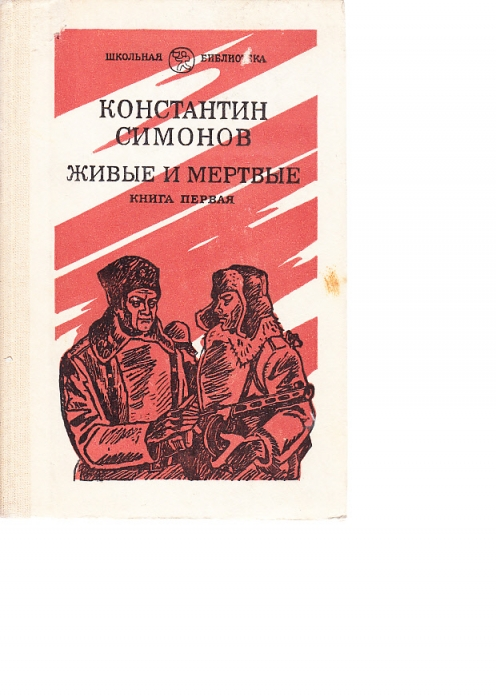 ШКОЛЬНАЯ БИБЛИОТЕКА
КОНСТАНТИН
СИМОНОВ
ЖИВЫЕ И МЕРТВЫЕ
КНИГА ПЕРВАЯ